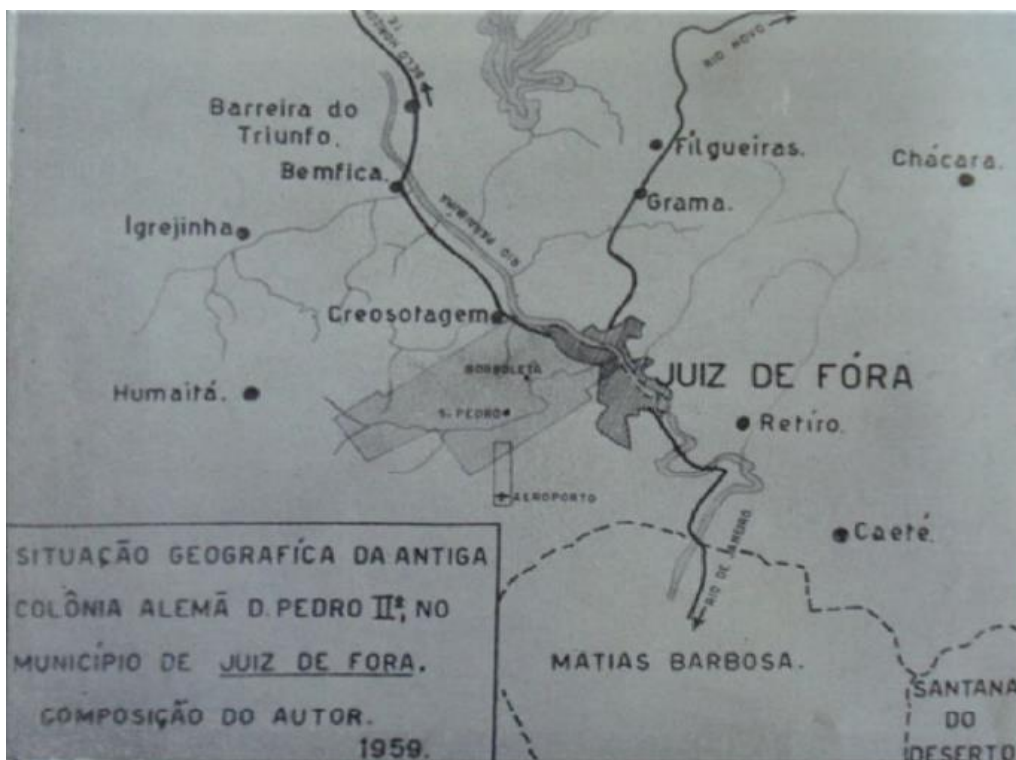 BELO HORIZONTE
RIO NOVO
Barreira do
Triunfo.
Filgueiras.
Chácara.
Bemfica.
Grama.
Igrejinha
RIO PARAIBUNA
Creosotagem
BORBOLETA
JUIZ DE FÓRA
Humaitá.
S. PEDRO
Retiro.
AEROPORTO
RIO DE JANEIRO
Caeté.
SITUAÇÃO GEOGRAFÍCA DA ANTIGA
COLÔNIA ALEMÃ D. PEDRO IIº, NO
MUNICÍPIO DE JUIZ DE FORA.
COMPOSIÇÃO DO AUTOR.
1959.
MATIAS BARBOSA.
SANTANA
DO
DESERTO